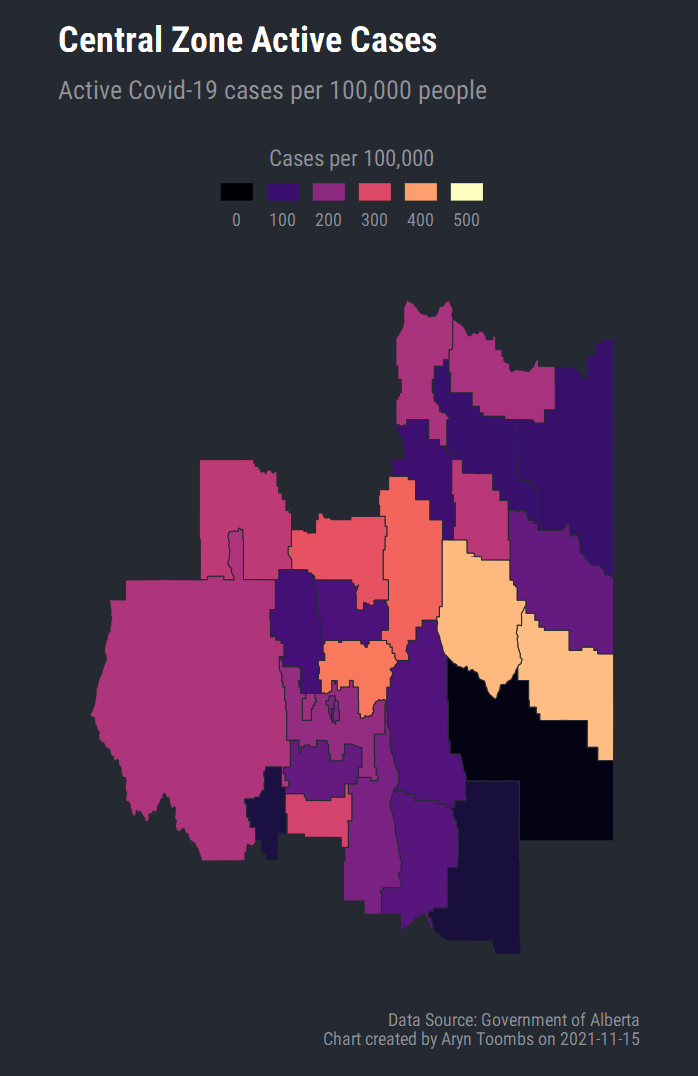 Central Zone Active Cases
Active Covid-19 cases per 100,000 people
Cases per 100,000
0 100 200 300 400 500
Data Source: Government of Alberta
Chart created by Aryn Toombs on 2021-11-15